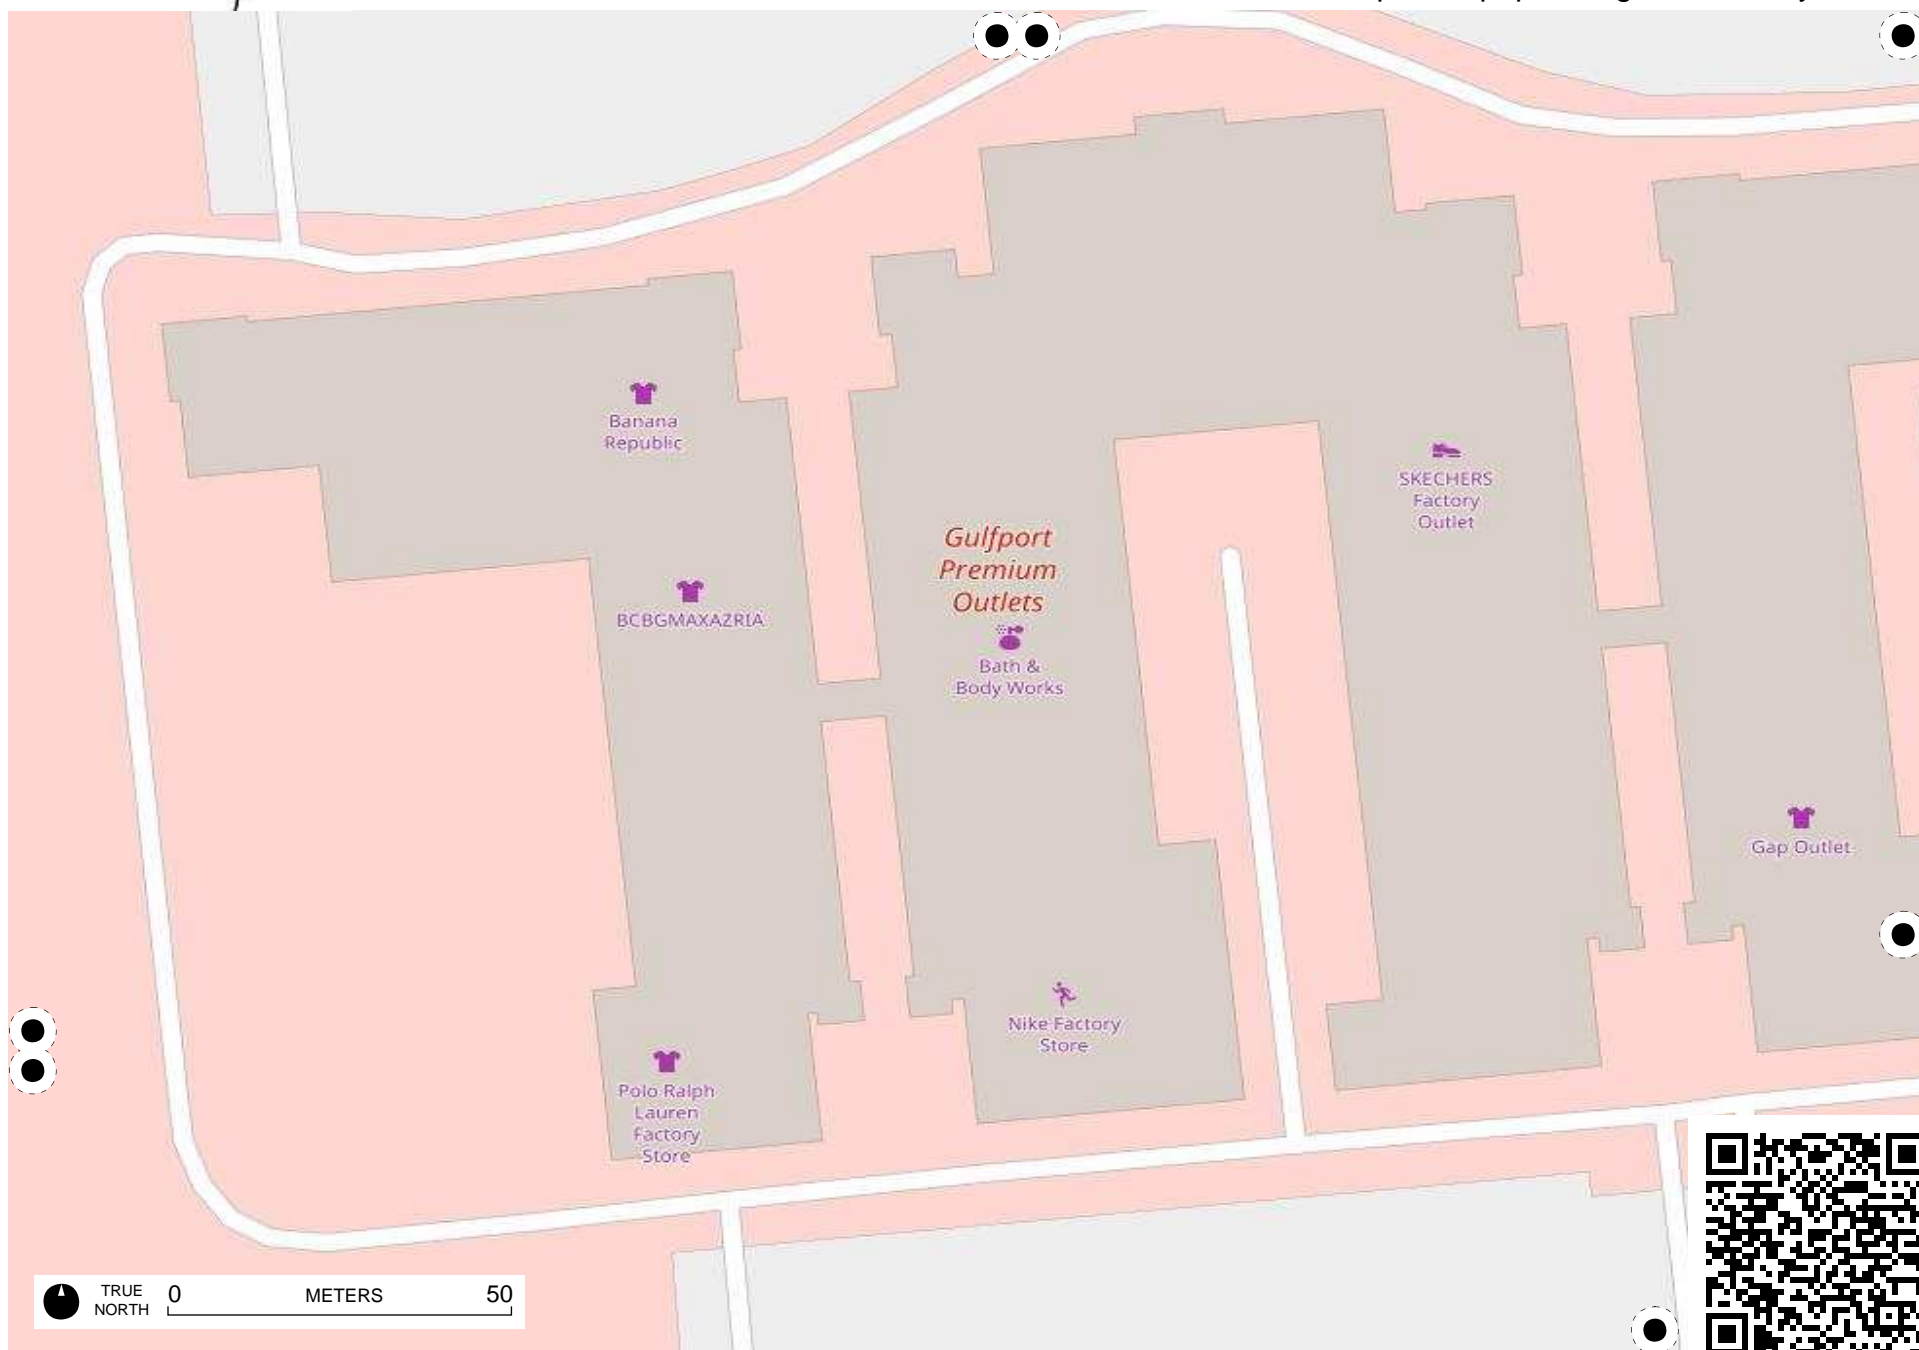 Banana
Republic
SKECHERS
Factory
Outlet
Gulfport
Premium
Outlets
BCBGMAXAZRIA
Bath &
Body Works
Gap Outlet
Nike Factory
Store
Polo Ralph
Lauren
Factory
Store
TRUE
NORTH
0 METERS 50